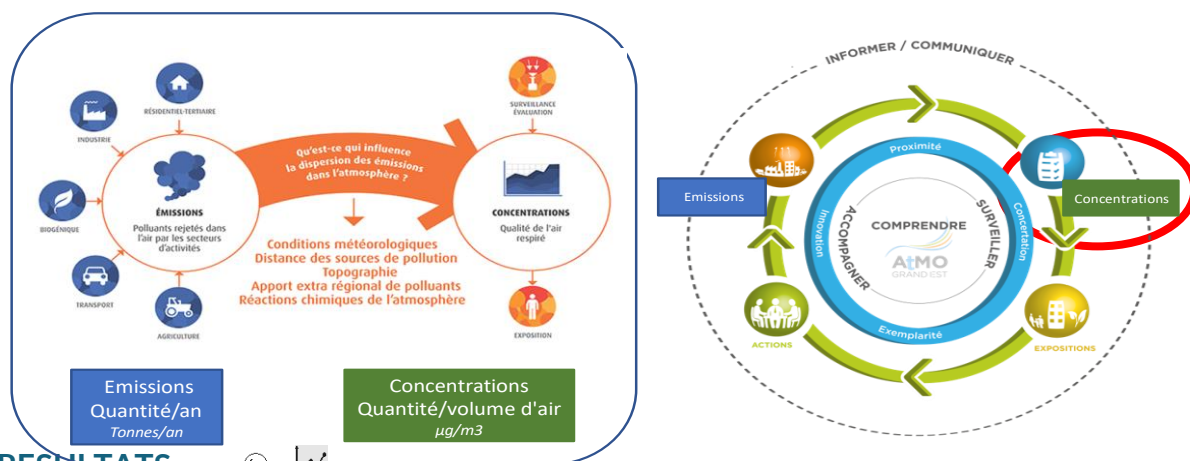 RÉSIDENTIEL-TERTIAIRE
INDUSTRIE
BIOGÉNIQUE
TRANSPORT
AGRICULTURE
ÉMISSIONS
Polluants rejetés dans
l'air par les secteurs
d'activités
Qu'est-ce qui influence
la dispersion des émissions
dans l'atmosphère ?
Conditions météorologiques
Distance des sources de pollution
Topographie
Apport extra régional de polluants
Réactions chimiques de l'atmosphère
SURVEILLANCE
ÉVALUATION
CONCENTRATIONS
Qualité de l'air
respiré
EXPOSITION
Emissions
Quantité/an
Tonnes/an
Concentrations
Quantité/volume d'air
µg/m3
INFORMER / COMMUNIQUER
Emissions
Concentrations
Proximité
Innovation
Concertation
Exemplarité
ACCOMPAGNER
COMPRENDRE
SURVEILLER
AtMO
GRAND EST
ACTIONS
EXPOSITIONS
RESULTATS